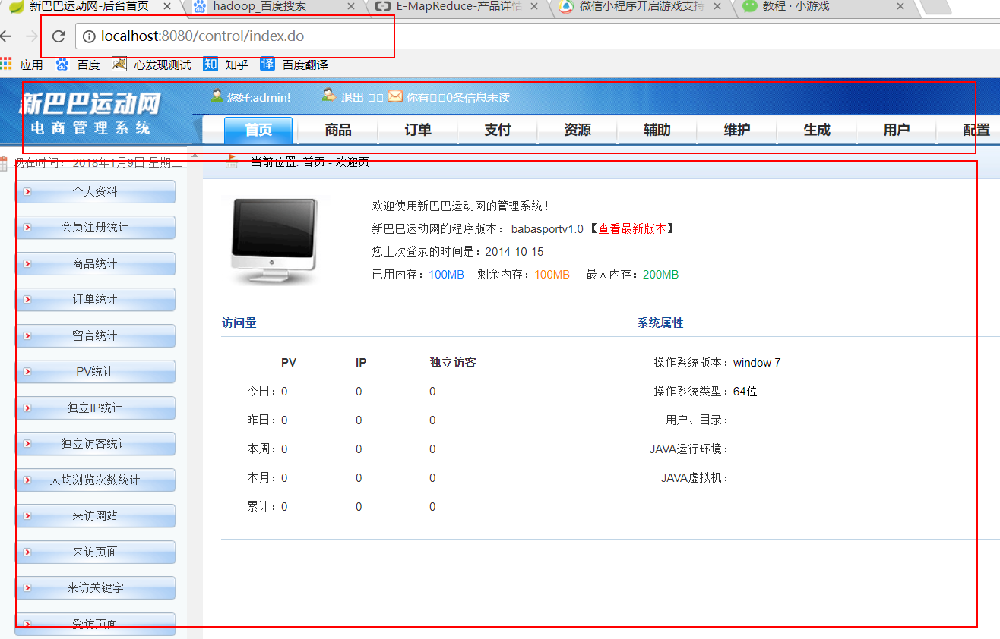 新巴巴运动网-后台首页 × hadoop_百度搜索 × E-MapReduce-产品详情 × 微信小程序开启游戏支持 × 教程 · 小游戏 ×
localhost:8080/control/index.do
应用 百度 心发现测试 知 知乎 译 百度翻译
新巴巴运动网
电商管理系统
您好:admin! 退出 □□ 你有□□0条信息未读
首页 商品 订单 支付 资源 辅助 维护 生成 用户 配置
现在时间: 2018年1月9日 星期二
当前位置: 首页 - 欢迎页
个人资料
会员注册统计
商品统计
订单统计
留言统计
PV统计
独立IP统计
独立访客统计
人均浏览次数统计
来访网站
来访页面
来访关键字
受访页面
欢迎使用新巴巴运动网的管理系统!
新巴巴运动网的程序版本: babasportv1.0 【查看最新版本】
您上次登录的时间是:2014-10-15
已用内存:100MB 剩余内存:100MB 最大内存:200MB
访问量
PV IP 独立访客
今日:0 0 0
昨日:0 0 0
本周:0 0 0
本月:0 0 0
累计:0 0 0
系统属性
操作系统版本:window 7
操作系统类型:64位
用户、目录:
JAVA运行环境:
JAVA虚拟机: